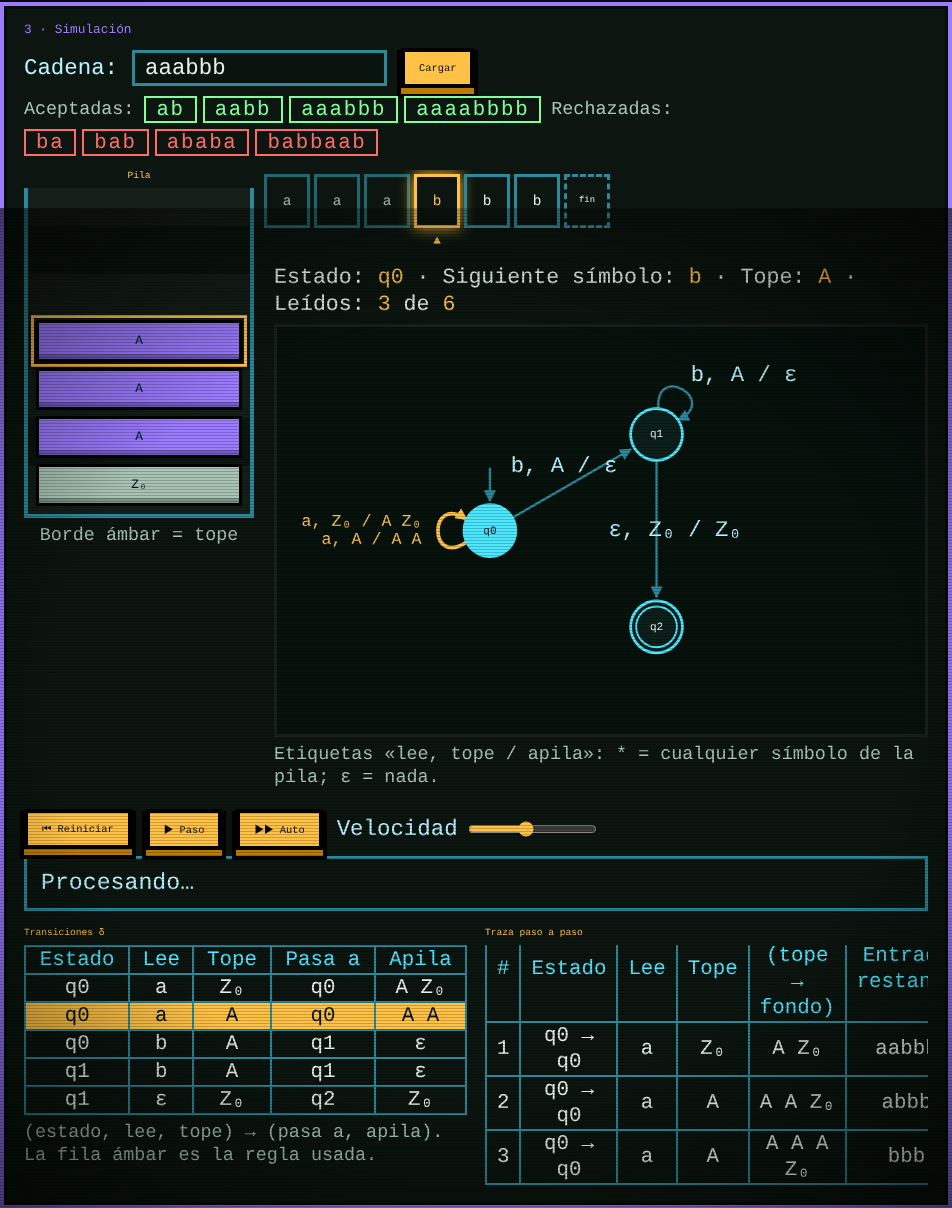 3 · Simulación
Cadena: aaabbb Cargar
Aceptadas: ab aabb aaabbb aaaabbbb Rechazadas:
ba bab ababa babbaab
Pila
a a a b b b fin
▲
Estado: q0 · Siguiente símbolo: b · Tope: A ·
Leídos: 3 de 6
A
A
A
Z₀
Borde ámbar = tope
b, A / ε
q1
b, A / ε
a, Z₀ / A Z₀
a, A / A A
q0
ε, Z₀ / Z₀
q2
Etiquetas «lee, tope / apila»: * = cualquier símbolo de la
pila; ε = nada.
⏮ Reiniciar ▶ Paso ▶▶ Auto Velocidad
Procesando…
Transiciones δ
Estado Lee Tope Pasa a Apila
q0 a Z₀ q0 A Z₀
q0 a A q0 A A
q0 b A q1 ε
q1 b A q1 ε
q1 ε Z₀ q2 Z₀
(estado, lee, tope) → (pasa a, apila).
La fila ámbar es la regla usada.
Traza paso a paso
# Estado Lee Tope (tope → fondo)
1 q0 → q0 a Z₀ A Z₀
2 q0 → q0 a A A A Z₀
3 q0 → q0 a A A A A Z₀ bbb